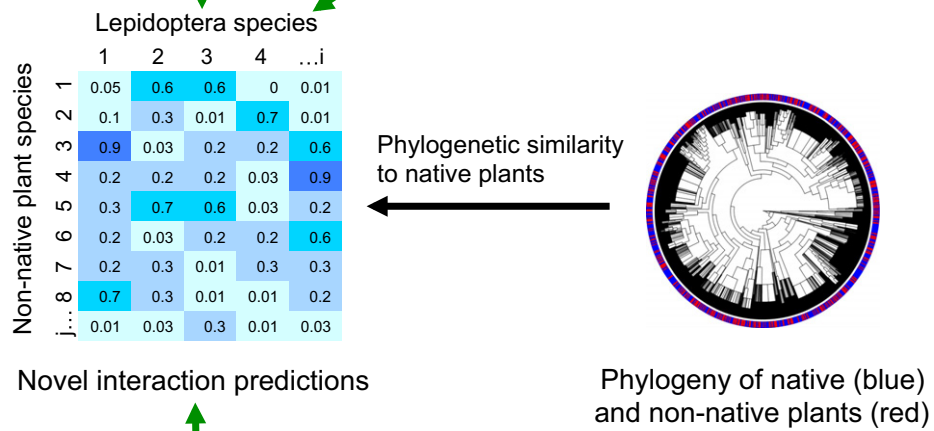 Lepidoptera species
1 2 3 4 …i
Non-native plant species
1 0.05 0.6 0.6 0 0.01
2 0.1 0.3 0.01 0.7 0.01
3 0.9 0.03 0.2 0.2 0.6
4 0.2 0.2 0.2 0.03 0.9
5 0.3 0.7 0.6 0.03 0.2
6 0.2 0.03 0.2 0.2 0.6
7 0.2 0.3 0.01 0.3 0.3
8 0.7 0.3 0.01 0.01 0.2
j… 0.01 0.03 0.3 0.01 0.03
Novel interaction predictions
Phylogenetic similarity
to native plants
Phylogeny of native (blue)
and non-native plants (red)